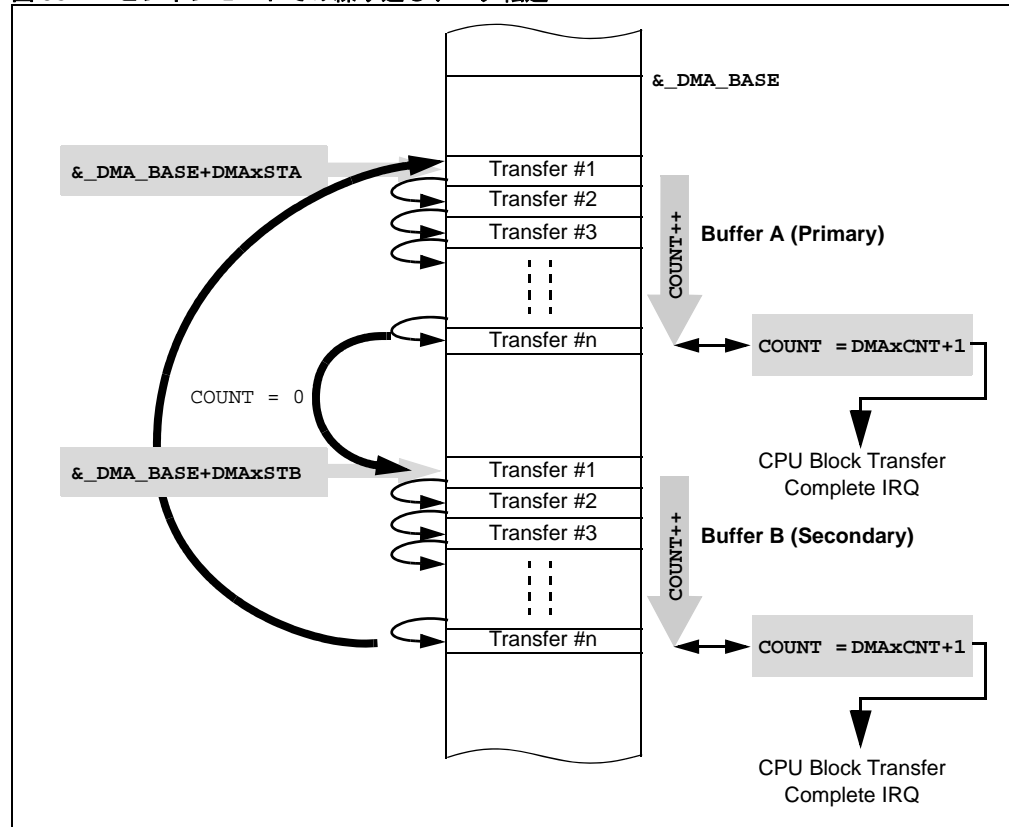 &_DMA_BASE
&_DMA_BASE+DMAxSTA
Transfer #1
Transfer #2
Transfer #3
Transfer #n
COUNT++
Buffer A (Primary)
COUNT = DMAxCNT+1
CPU Block Transfer
Complete IRQ
COUNT = 0
&_DMA_BASE+DMAxSTB
Transfer #1
Transfer #2
Transfer #3
Transfer #n
COUNT++
Buffer B (Secondary)
COUNT = DMAxCNT+1
CPU Block Transfer
Complete IRQ